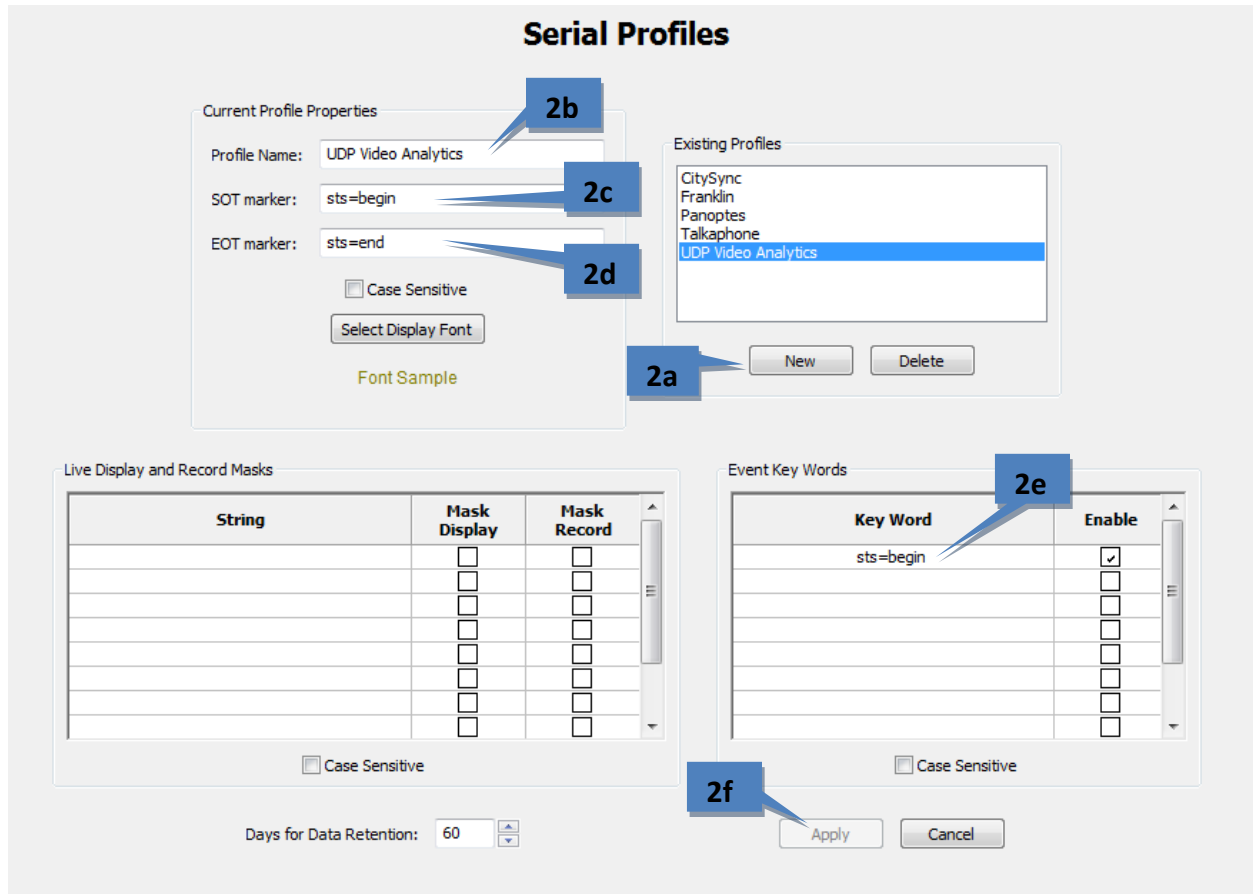 Serial Profiles
Current Profile Properties
2b
Profile Name: UDP Video Analytics
SOT marker: sts=begin
2c
EOT marker: sts=end
2d
Case Sensitive
Select Display Font
Font Sample
Existing Profiles
CitySync
Franklin
Panoptes
Talkaphone
UDP Video Analytics
2a
New Delete
Live Display and Record Masks
String Mask Display Mask Record
Case Sensitive
Event Key Words
2e
Key Word Enable
sts=begin
Case Sensitive
2f
Days for Data Retention: 60
Apply Cancel